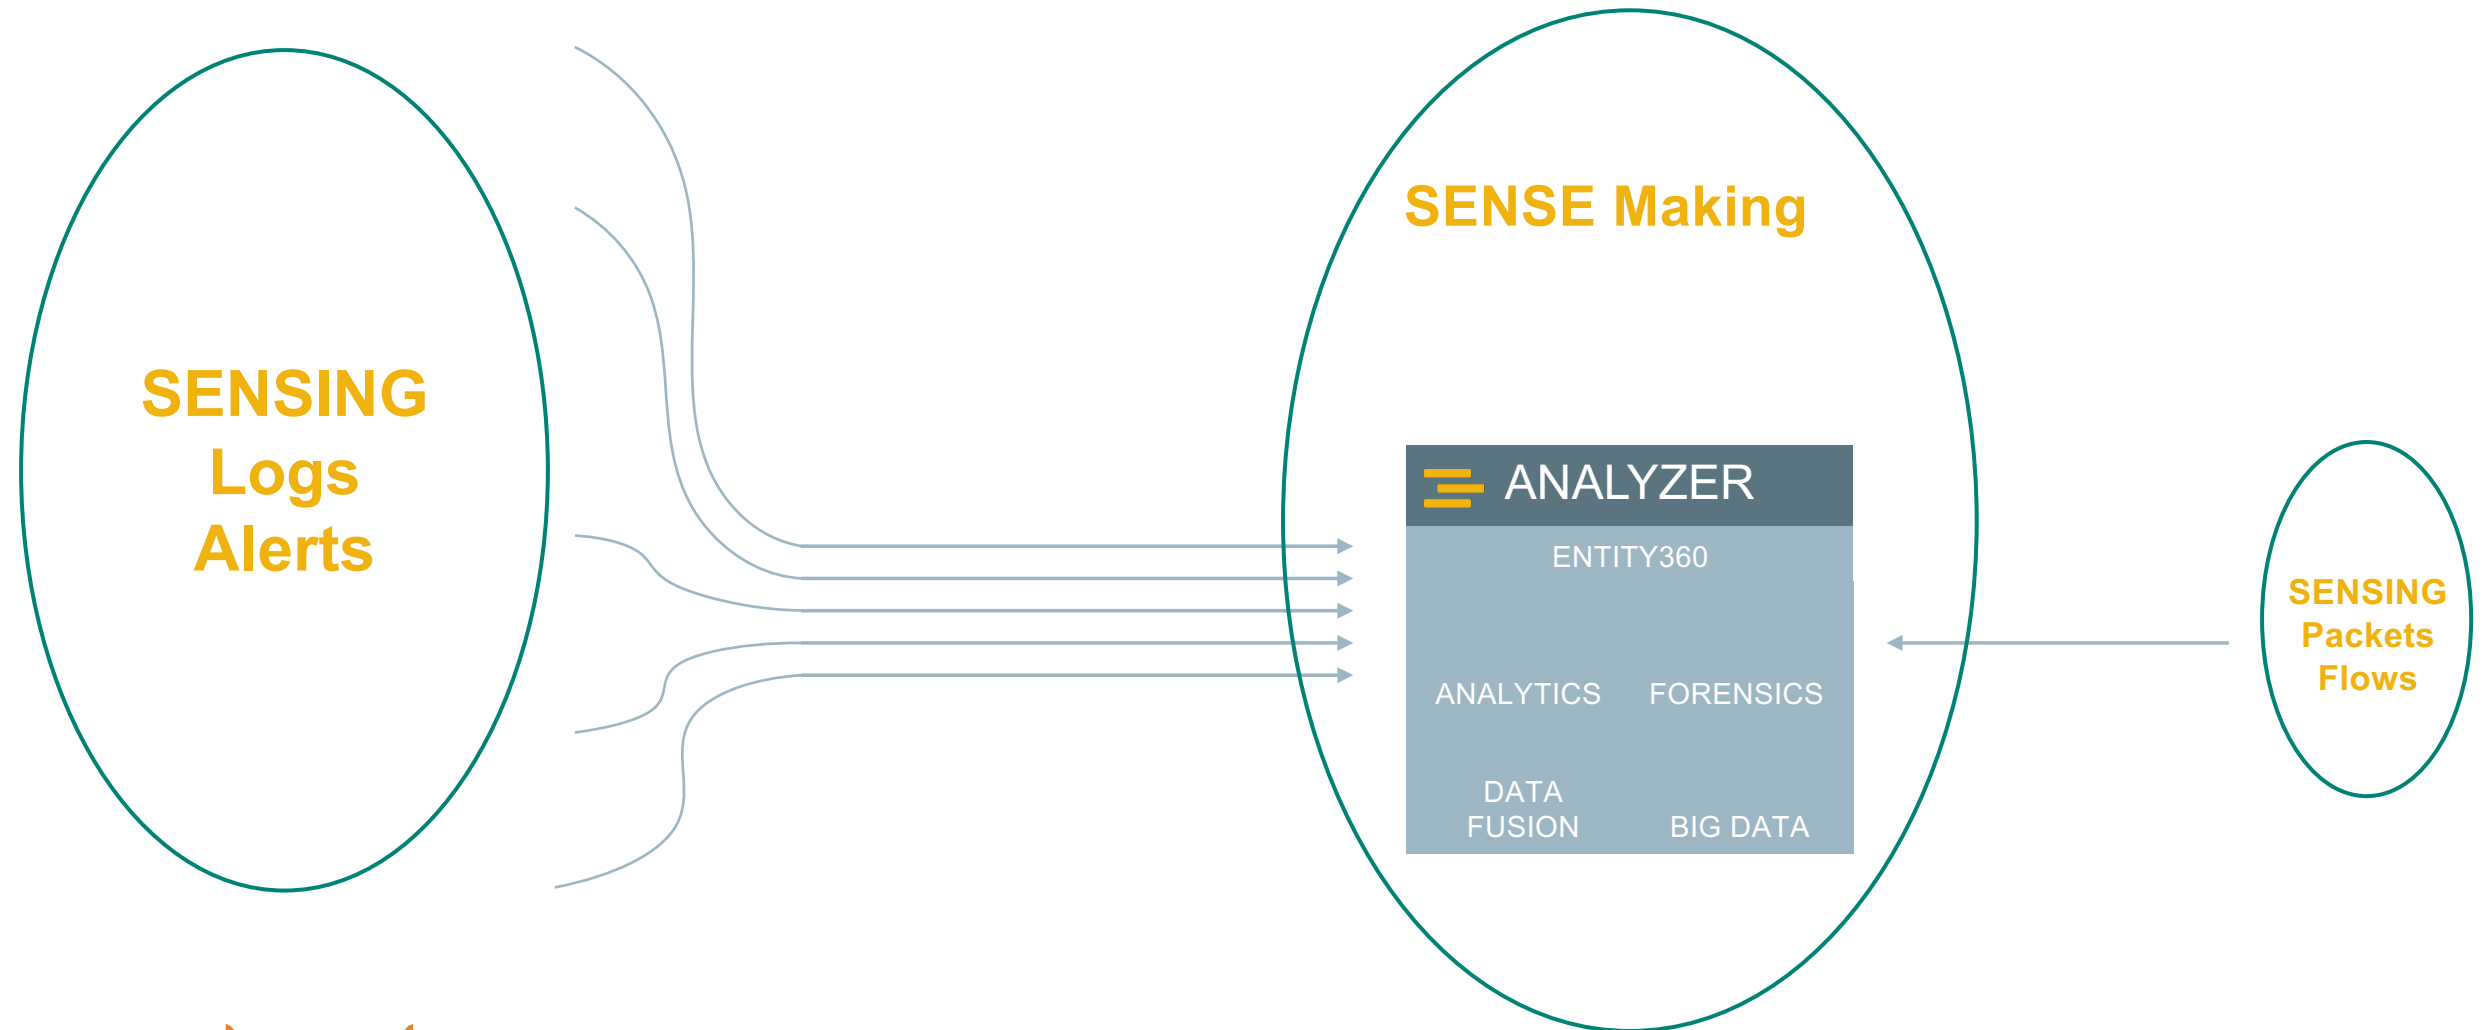 SENSING
Logs
Alerts
SENSE Making
ANALYZER
ENTITY360
ANALYTICS
FORENSICS
DATA
FUSION
BIG DATA
SENSING
Packets
Flows